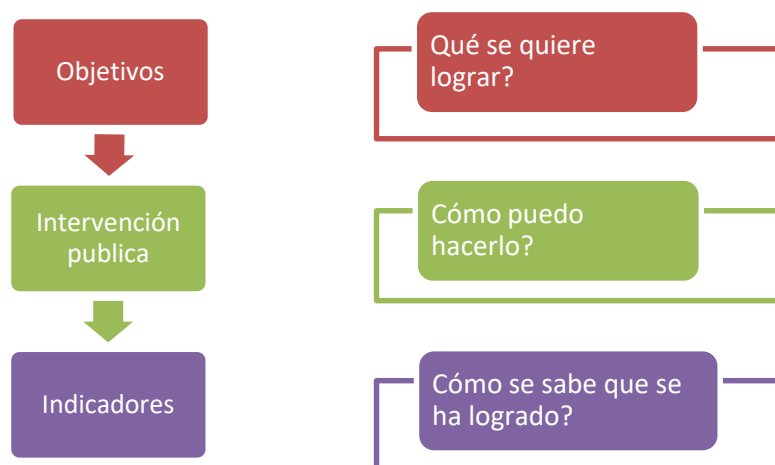 Objetivos
Qué se quiere
lograr?
Intervención
publica
Cómo puedo
hacerlo?
Indicadores
Cómo se sabe que se
ha logrado?